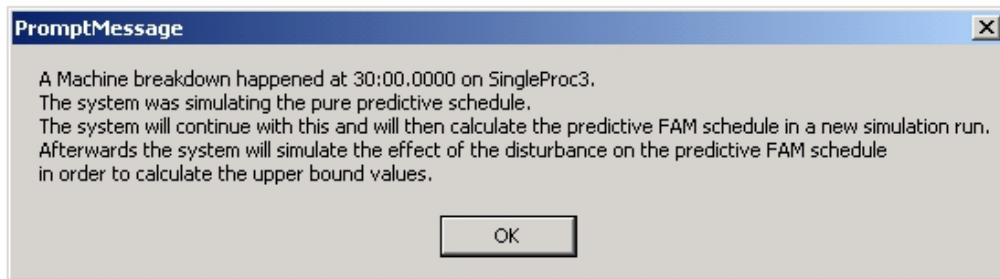 PromptMessage
A Machine breakdown happened at 30:00.0000 on SingleProc3.
The system was simulating the pure predictive schedule.
The system will continue with this and will then calculate the predictive FAM schedule in a new simulation run.
Afterwards the system will simulate the effect of the disturbance on the predictive FAM schedule
in order to calculate the upper bound values.
OK